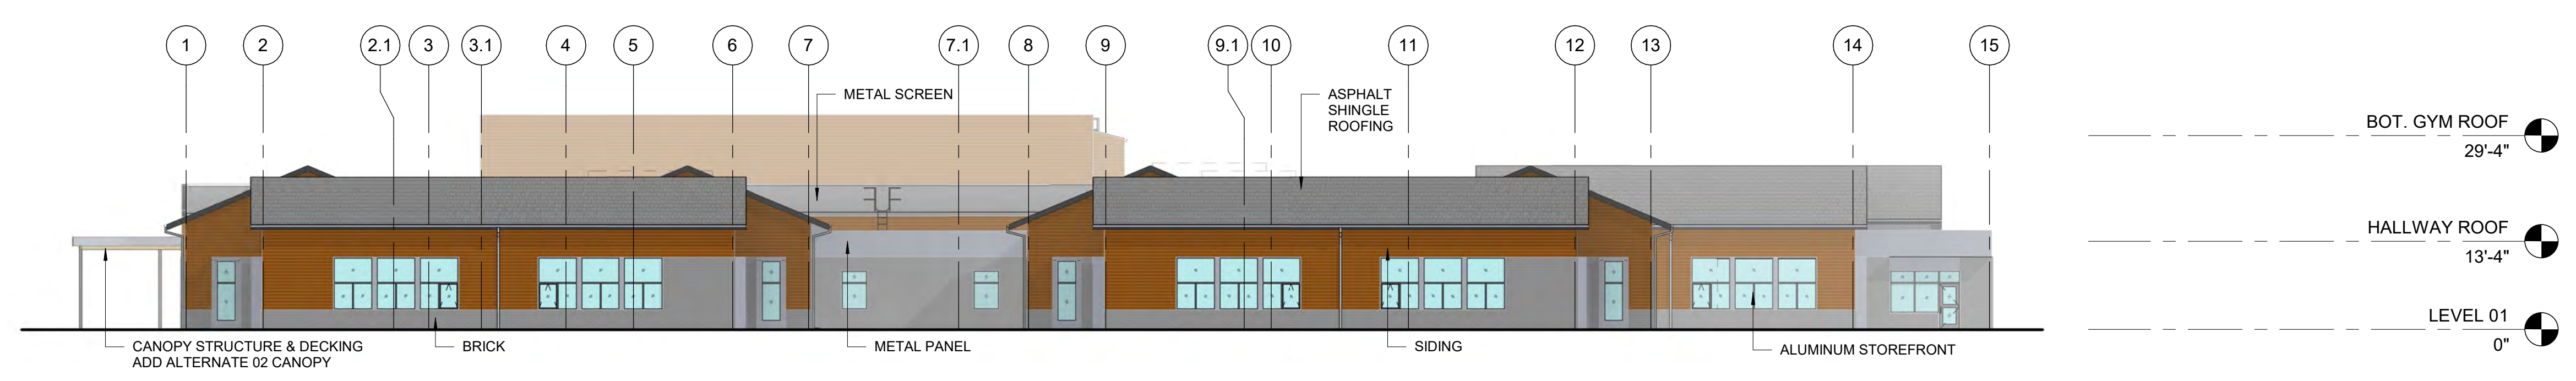 1 2 2.1 3 3.1 4 5 6 7 7.1 8 9 9.1 10 11 12 13 14 15
METAL SCREEN
ASPHALT
SHINGLE
ROOFING
BOT. GYM ROOF
29'-4"
HALLWAY ROOF
13'-4"
LEVEL 01
0"
CANOPY STRUCTURE & DECKING
ADD ALTERNATE 02 CANOPY
BRICK
METAL PANEL
SIDING
ALUMINUM STOREFRONT